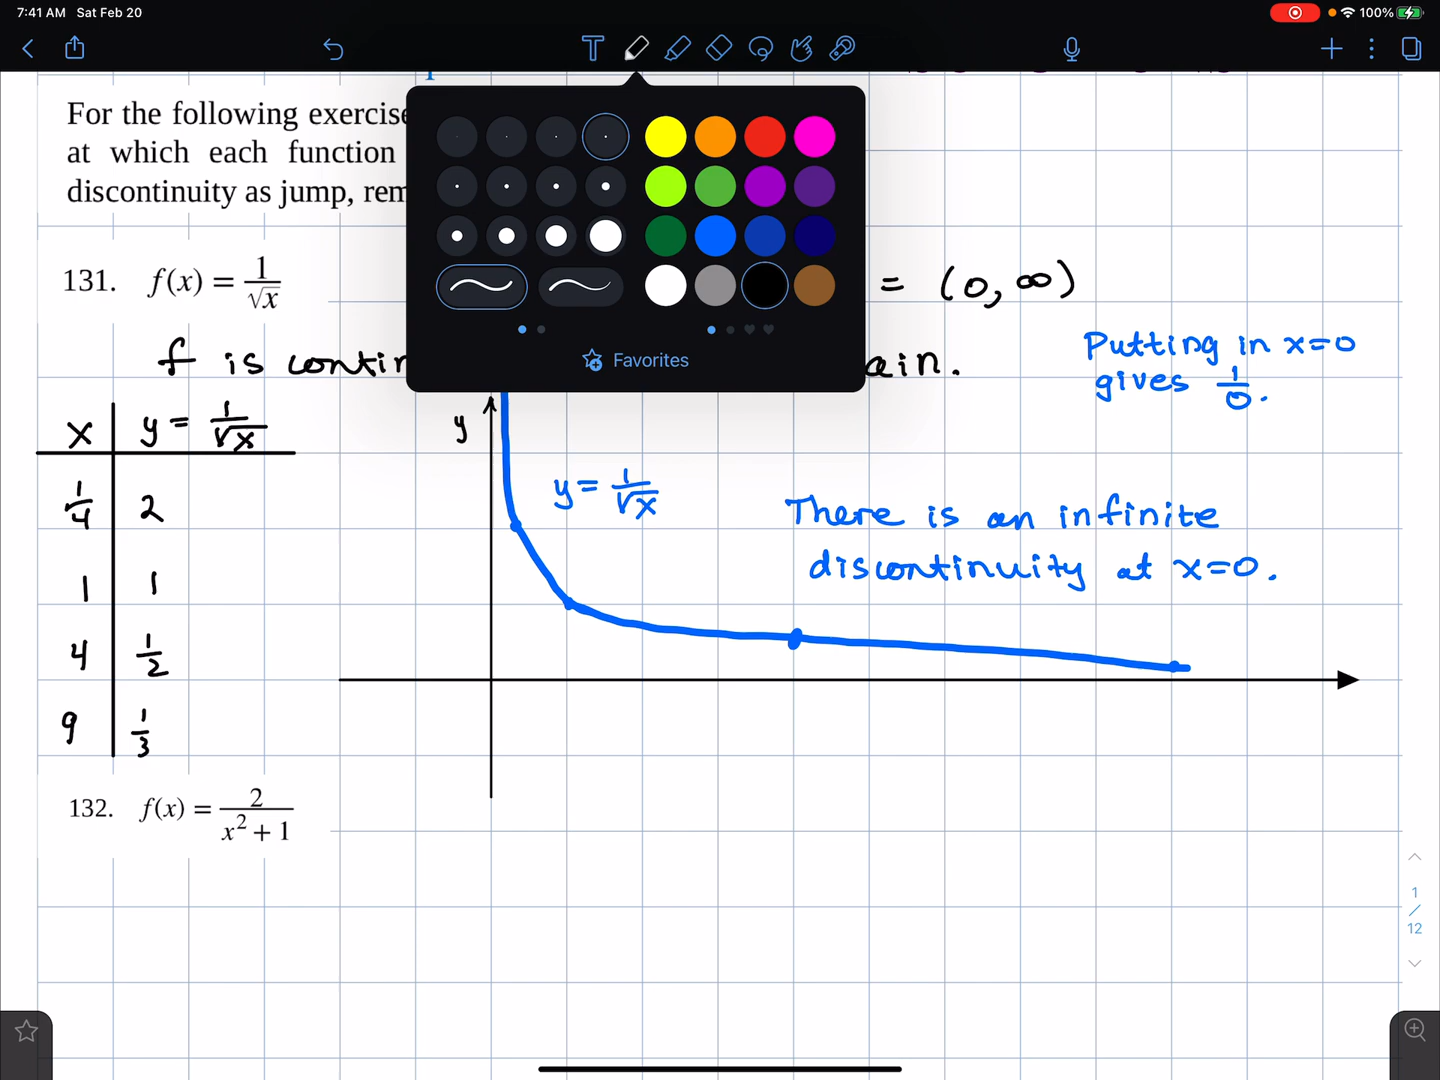 7:41 AM Sat Feb 20
100%
For the following exercise
at which each function
discontinuity as jump, rem
131. f(x) = 1/√x
= (0, ∞)
f is contin
ain.
Putting in x=0
gives 1/0.
Favorites
x | y = 1/√x
1/4 | 2
1 | 1
4 | 1/2
9 | 1/3
y
y = 1/√x
There is an infinite
discontinuity at x=0.
132. f(x) = 2/(x² + 1)
1
/
12